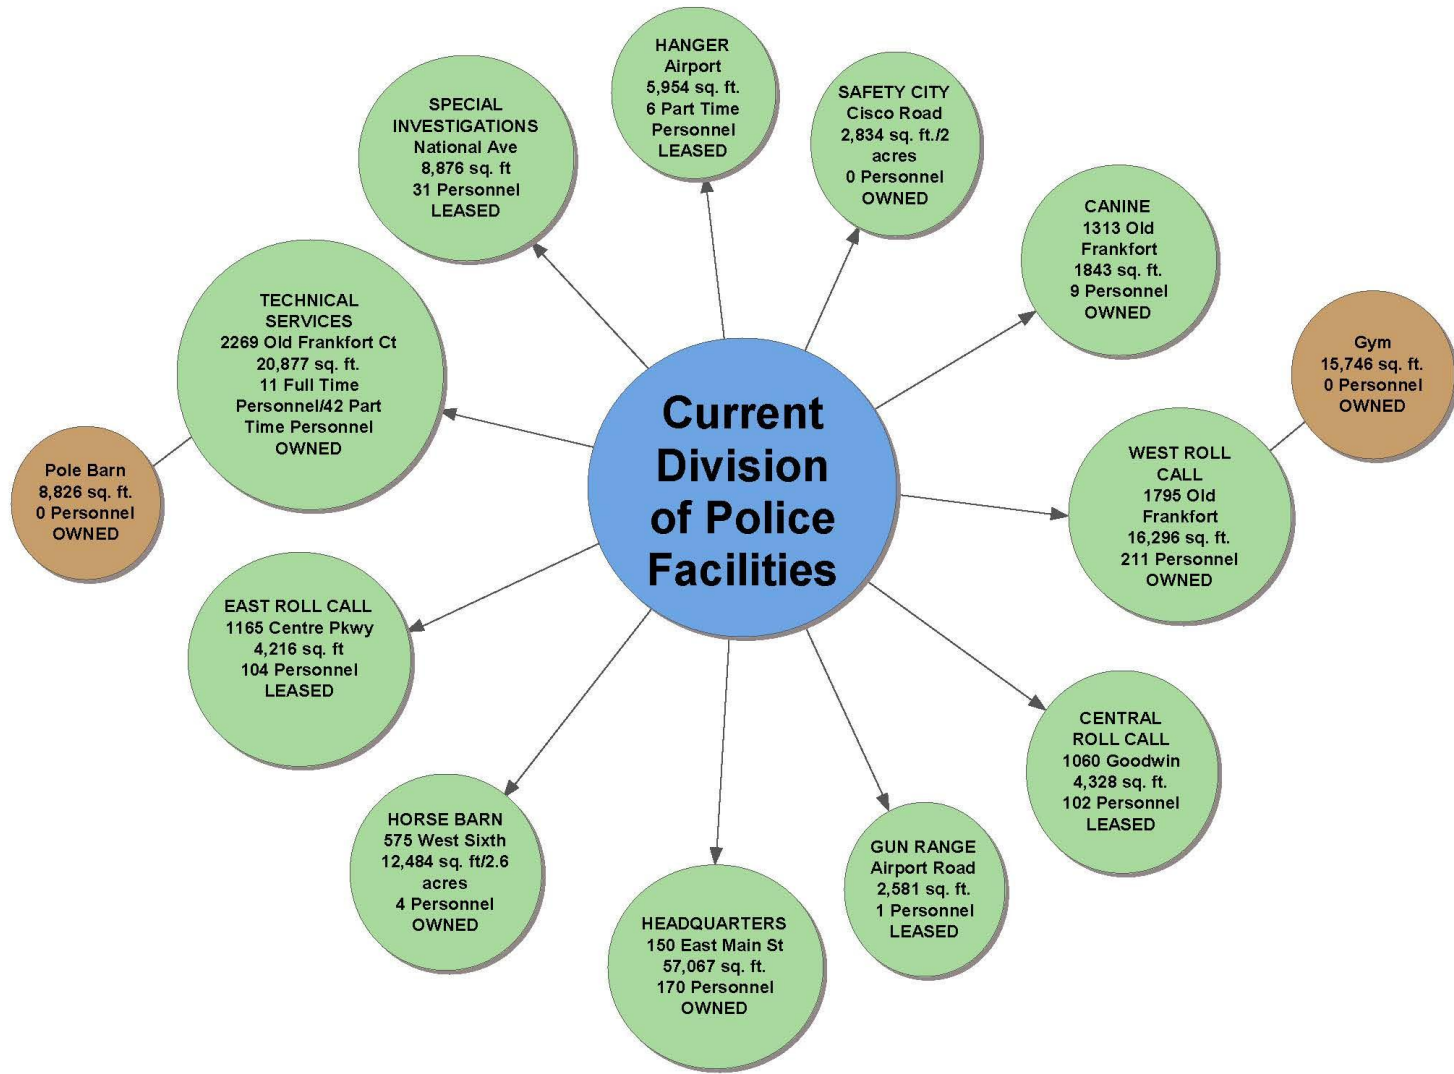 Current
Division
of Police
Facilities
HANGER
Airport
5,954 sq. ft.
6 Part Time
Personnel
LEASED
SAFETY CITY
Cisco Road
2,834 sq. ft./2
acres
0 Personnel
OWNED
CANINE
1313 Old
Frankfort
1843 sq. ft.
9 Personnel
OWNED
Gym
15,746 sq. ft.
0 Personnel
OWNED
WEST ROLL
CALL
1795 Old
Frankfort
16,296 sq. ft.
211 Personnel
OWNED
CENTRAL
ROLL CALL
1060 Goodwin
4,328 sq. ft.
102 Personnel
LEASED
GUN RANGE
Airport Road
2,581 sq. ft.
1 Personnel
LEASED
HEADQUARTERS
150 East Main St
57,067 sq. ft.
170 Personnel
OWNED
HORSE BARN
575 West Sixth
12,484 sq. ft/2.6
acres
4 Personnel
OWNED
EAST ROLL CALL
1165 Centre Pkwy
4,216 sq. ft
104 Personnel
LEASED
Pole Barn
8,826 sq. ft.
0 Personnel
OWNED
TECHNICAL
SERVICES
2269 Old Frankfort Ct
20,877 sq. ft.
11 Full Time
Personnel/42 Part
Time Personnel
OWNED
SPECIAL
INVESTIGATIONS
National Ave
8,876 sq. ft
31 Personnel
LEASED